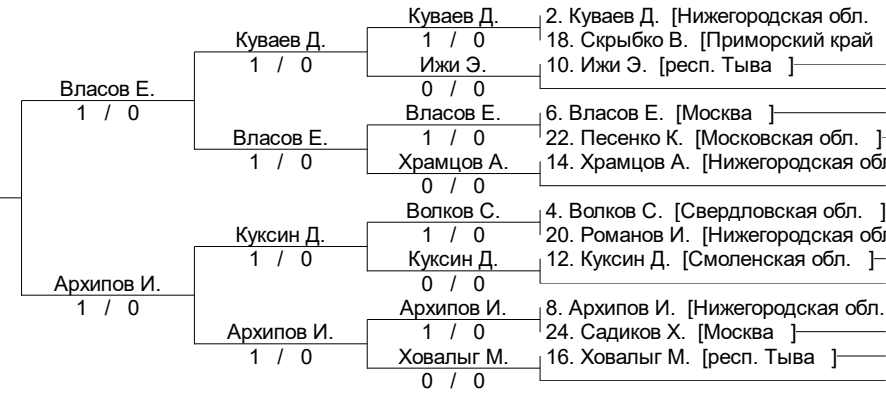 Куваев Д.
2. Куваев Д. [Нижегородская обл.
Куваев Д.
1 / 0
18. Скрыбко В. [Приморский край
1 / 0
Ижи Э.
10. Ижи Э. [респ. Тыва ]
Власов Е.
0 / 0
1 / 0
Власов Е.
6. Власов Е. [Москва ]
Власов Е.
1 / 0
22. Песенко К. [Московская обл. ]
1 / 0
Храмцов А.
14. Храмцов А. [Нижегородская обл
0 / 0
Волков С.
4. Волков С. [Свердловская обл. ]
Куксин Д.
1 / 0
20. Романов И. [Нижегородская обл
1 / 0
Куксин Д.
12. Куксин Д. [Смоленская обл. ]
Архипов И.
0 / 0
1 / 0
Архипов И.
8. Архипов И. [Нижегородская обл.
Архипов И.
1 / 0
24. Садиков Х. [Москва ]
1 / 0
Ховалыг М.
16. Ховалыг М. [респ. Тыва ]
0 / 0